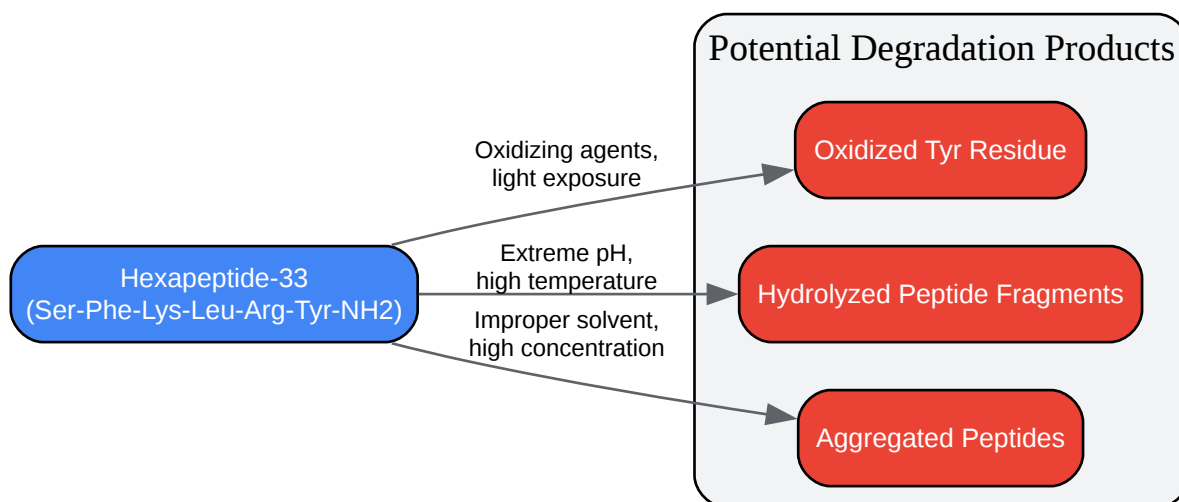 Potential Degradation Products
Oxidizing agents,
light exposure
Oxidized Tyr Residue
Hexapeptide-33
(Ser-Phe-Lys-Leu-Arg-Tyr-NH2)
Extreme pH,
high temperature
Hydrolyzed Peptide Fragments
Improper solvent,
high concentration
Aggregated Peptides